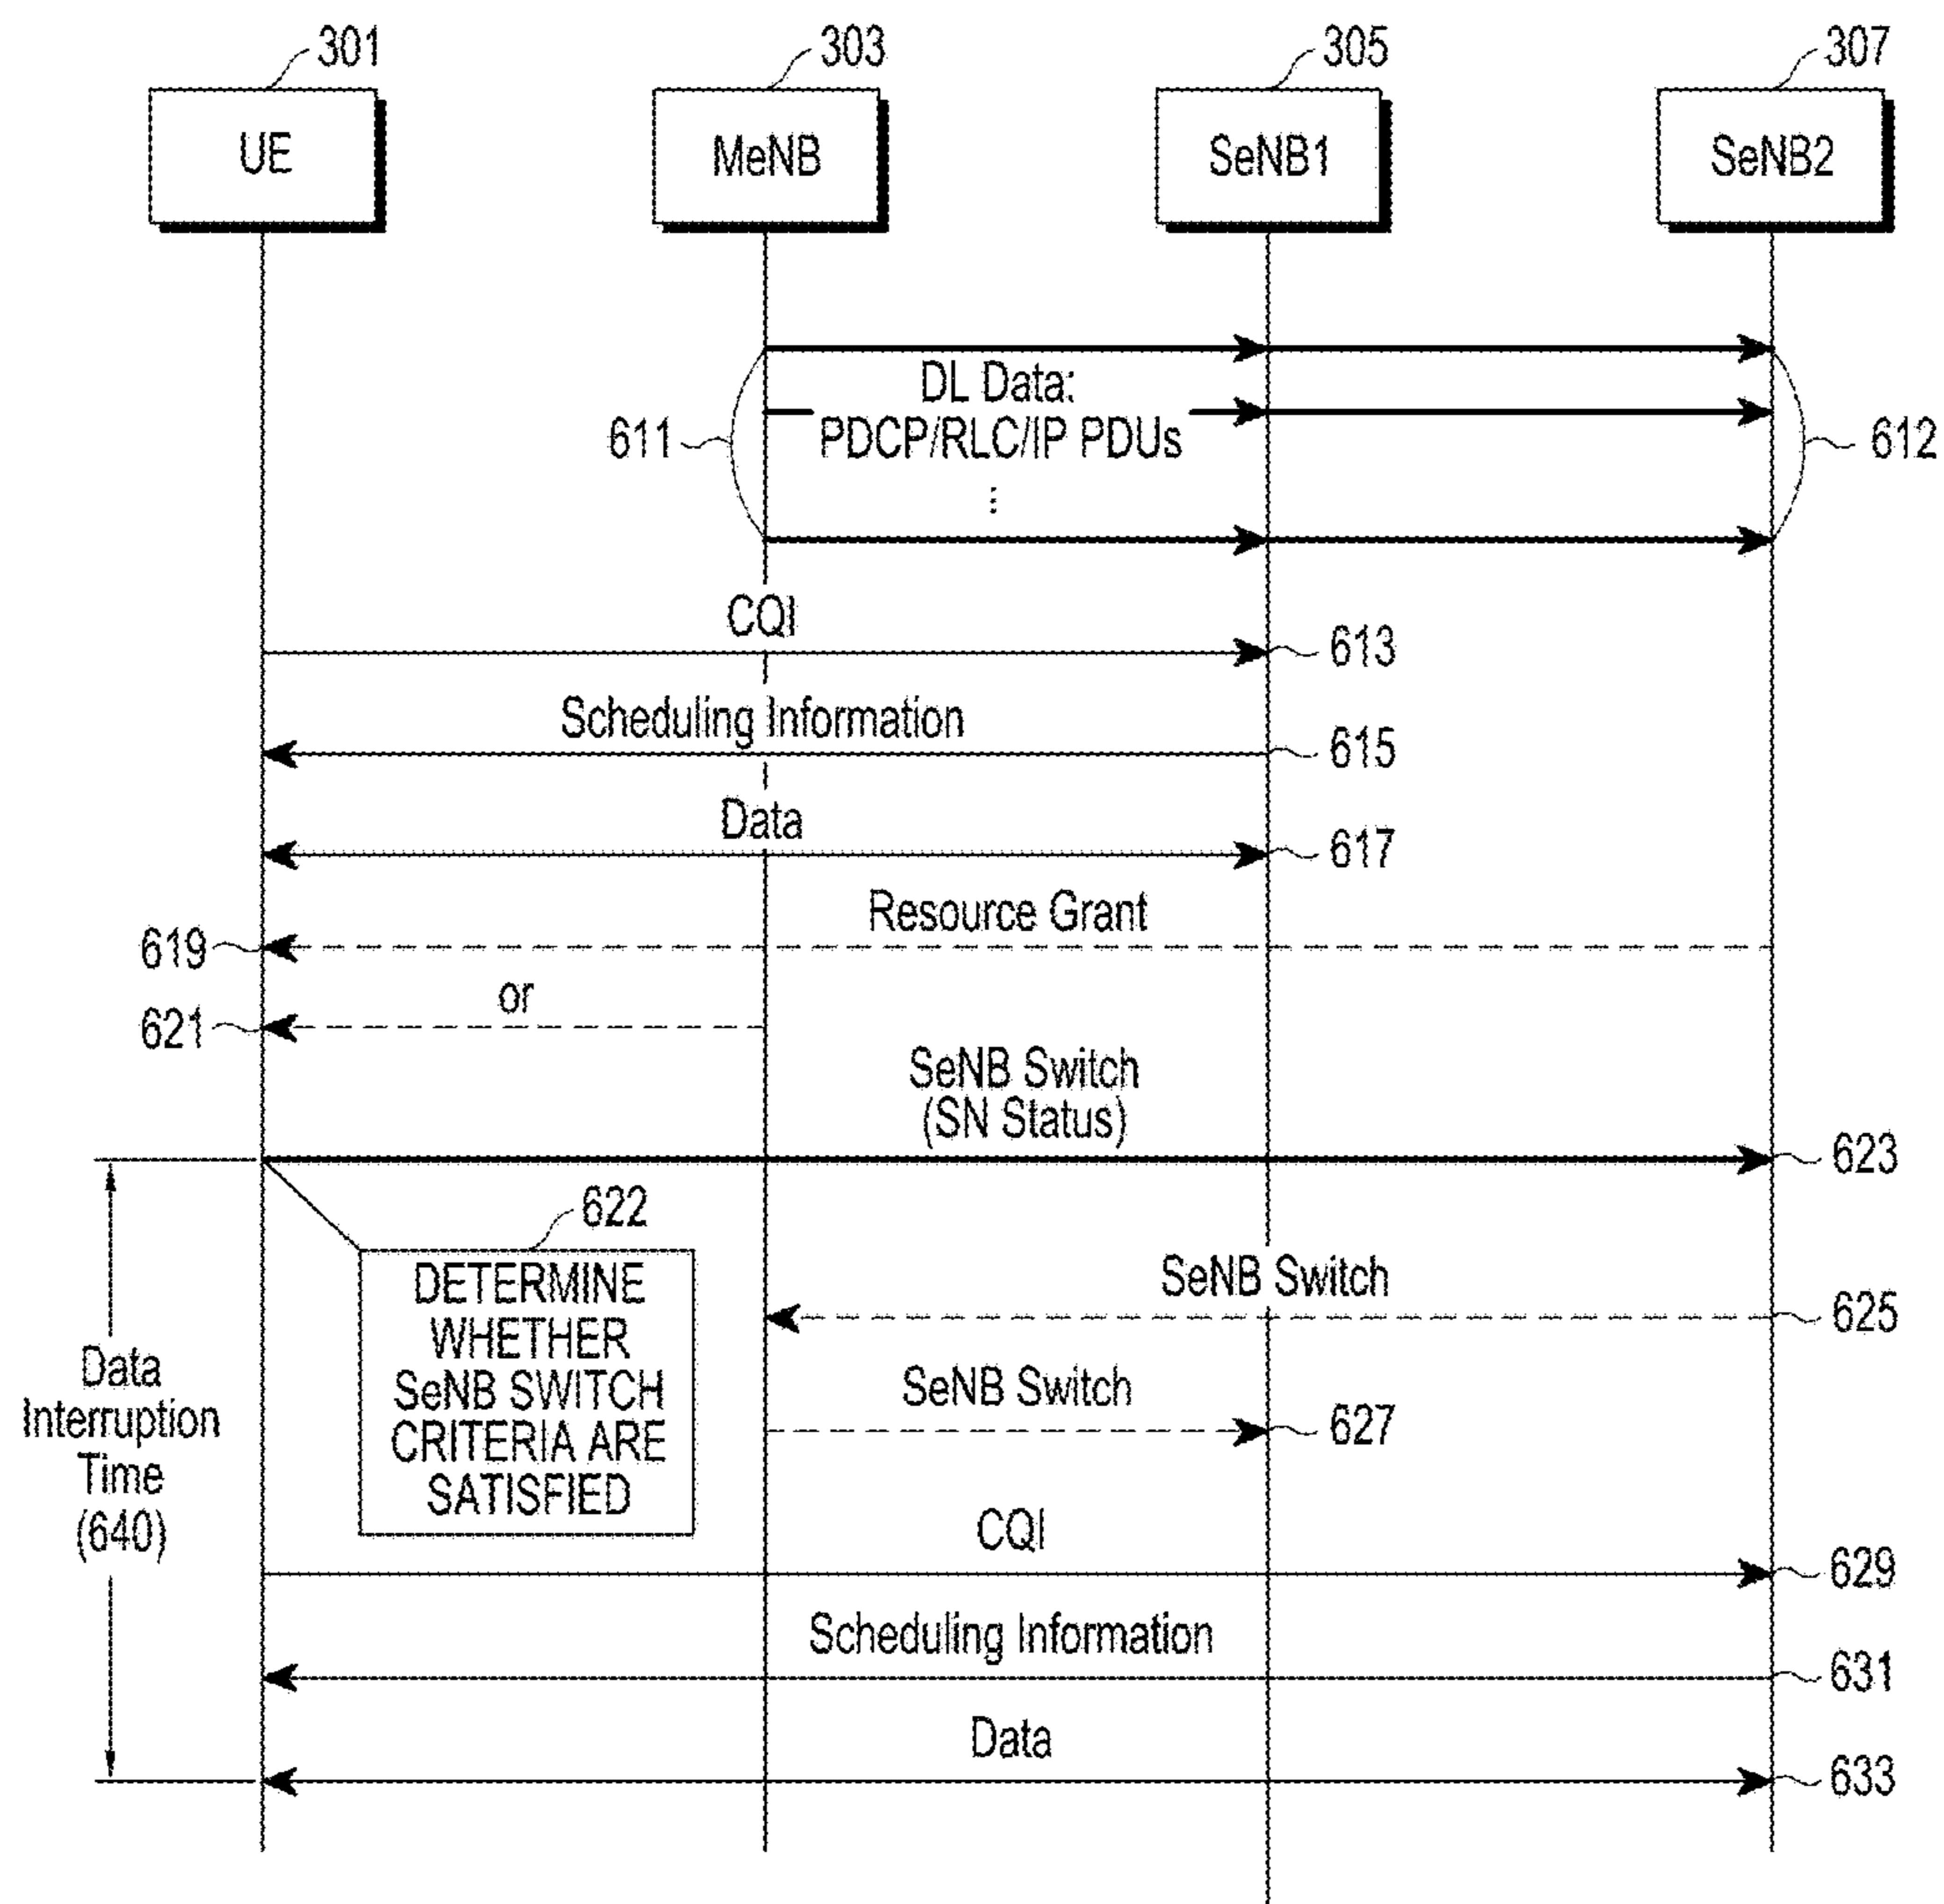 301
303
305
307
UE
MeNB
SeNB1
SeNB2
DL Data:
PDCP/RLC/IP PDUs
⋮
611
612
CQI
613
Scheduling Information
615
Data
617
Resource Grant
619
or
621
SeNB Switch
(SN Status)
623
622
DETERMINE
WHETHER
SeNB SWITCH
CRITERIA ARE
SATISFIED
SeNB Switch
625
SeNB Switch
627
Data
Interruption
Time
(640)
CQI
629
Scheduling Information
631
Data
633